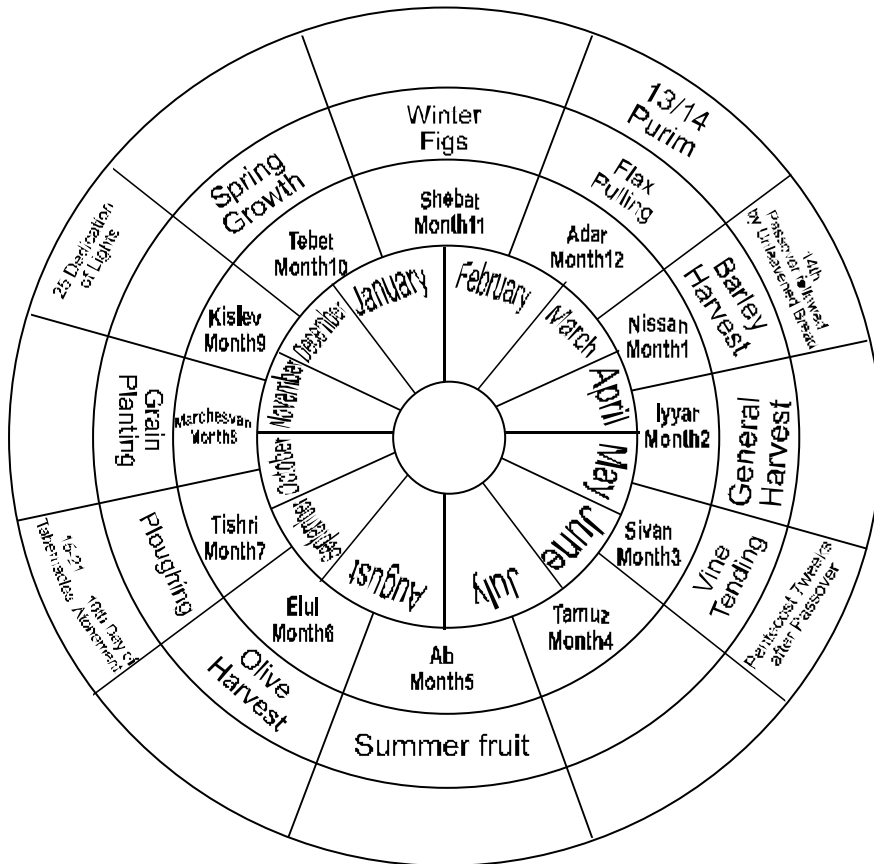 13/14
Purim
14th
Passover followed
by Unleavened Bread
Pentecost 7weeks
after Passover
15-21 10th Day of
Tabernacles Atonement
25 Dedication
of Lights
Winter
Figs
Flax
Pulling
Barley
Harvest
General
Harvest
Vine
Tending
Summer fruit
Olive
Harvest
Ploughing
Grain
Planting
Spring
Growth
Shebat
Month11
Adar
Month12
Nissan
Month1
Iyyar
Month2
Sivan
Month3
Tamuz
Month4
Ab
Month5
Elul
Month6
Tishri
Month7
Marchesvan
Month8
Kislev
Month9
Tebet
Month10
January
February
March
April
May
June
July
August
September
October
November
December